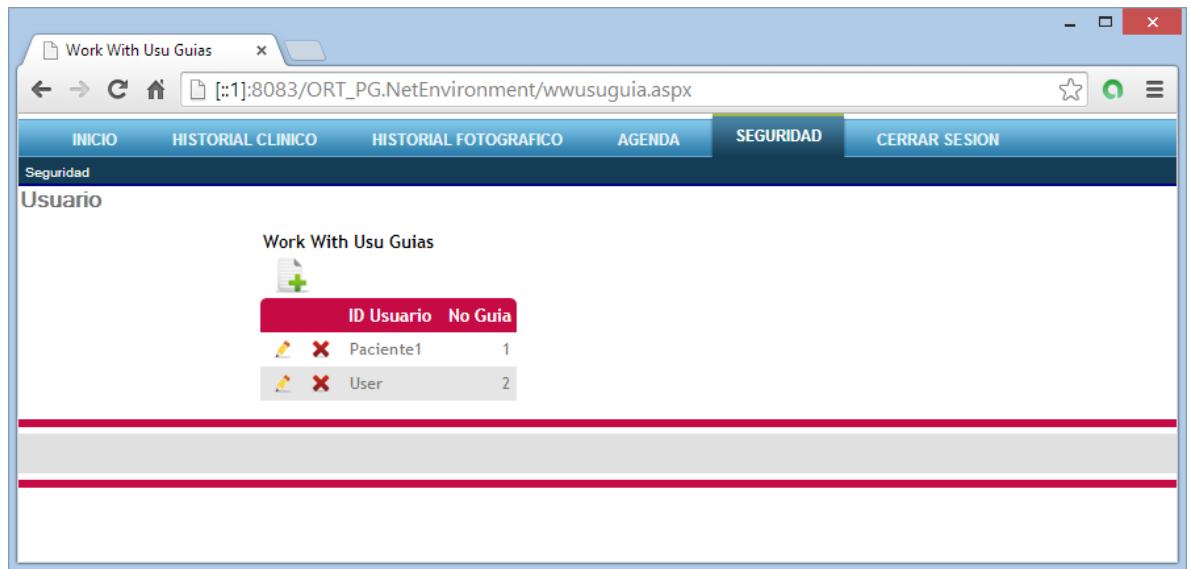 Work With Usu Guias
[::1]:8083/ORT_PG.NetEnvironment/wwusuguia.aspx
INICIO HISTORIAL CLINICO HISTORIAL FOTOGRAFICO AGENDA SEGURIDAD CERRAR SESION
Seguridad
Usuario
Work With Usu Guias
ID Usuario No Guia
Paciente1 1
User 2